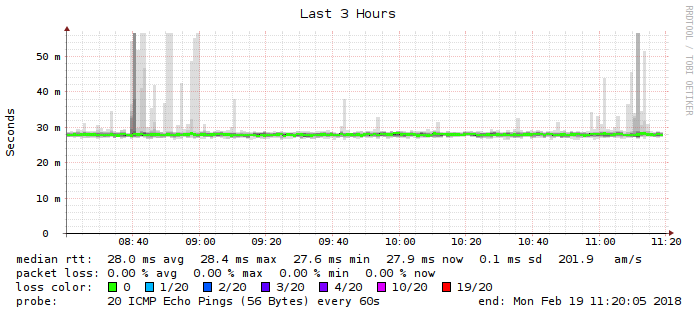 Last 3 Hours
RRDTOOL / TOBI OETIKER
Seconds
50 m
40 m
30 m
20 m
10 m
0
08:40 09:00 09:20 09:40 10:00 10:20 10:40 11:00 11:20
median rtt: 28.0 ms avg 28.4 ms max 27.6 ms min 27.9 ms now 0.1 ms sd 201.9 am/s
packet loss: 0.00 % avg 0.00 % max 0.00 % min 0.00 % now
loss color: 0 1/20 2/20 3/20 4/20 10/20 19/20
probe: 20 ICMP Echo Pings (56 Bytes) every 60s end: Mon Feb 19 11:20:05 2018